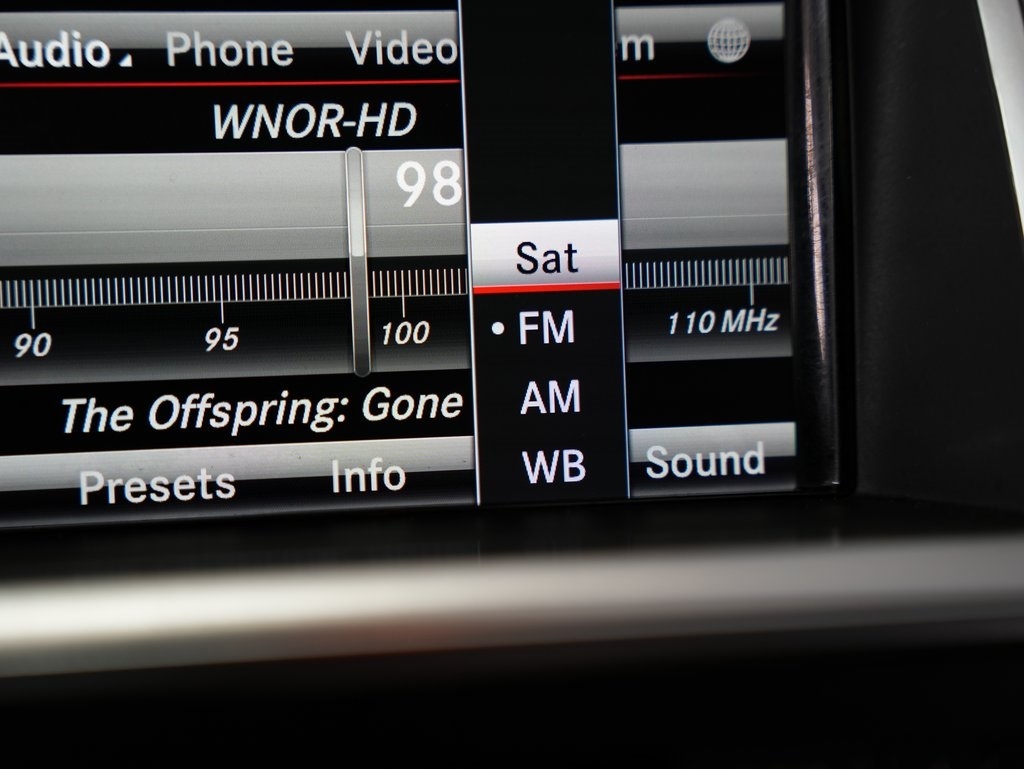 Audio Phone Video m
WNOR-HD
98
Sat
FM
AM
WB
90 95 100 110 MHz
The Offspring: Gone
Presets Info Sound